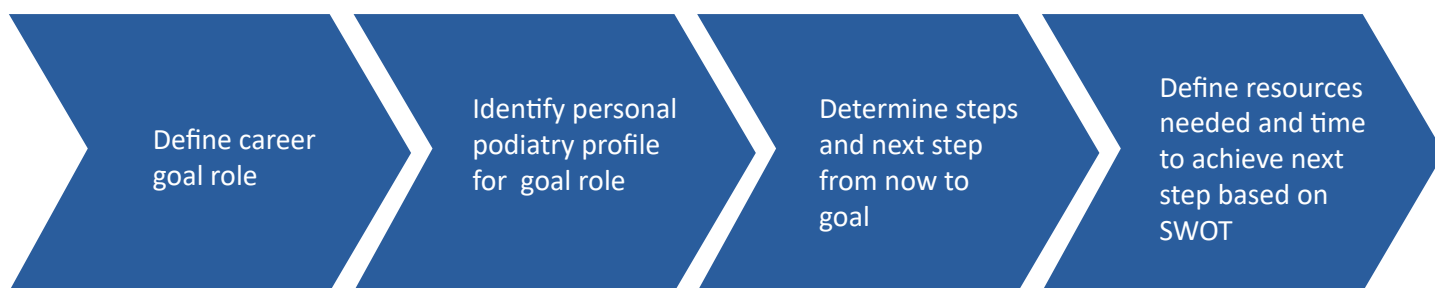 Define career
goal role
Identify personal
podiatry profile
for  goal role
Determine steps
and next step
from now to
goal
Define resources
needed and time
to achieve next
step based on
SWOT